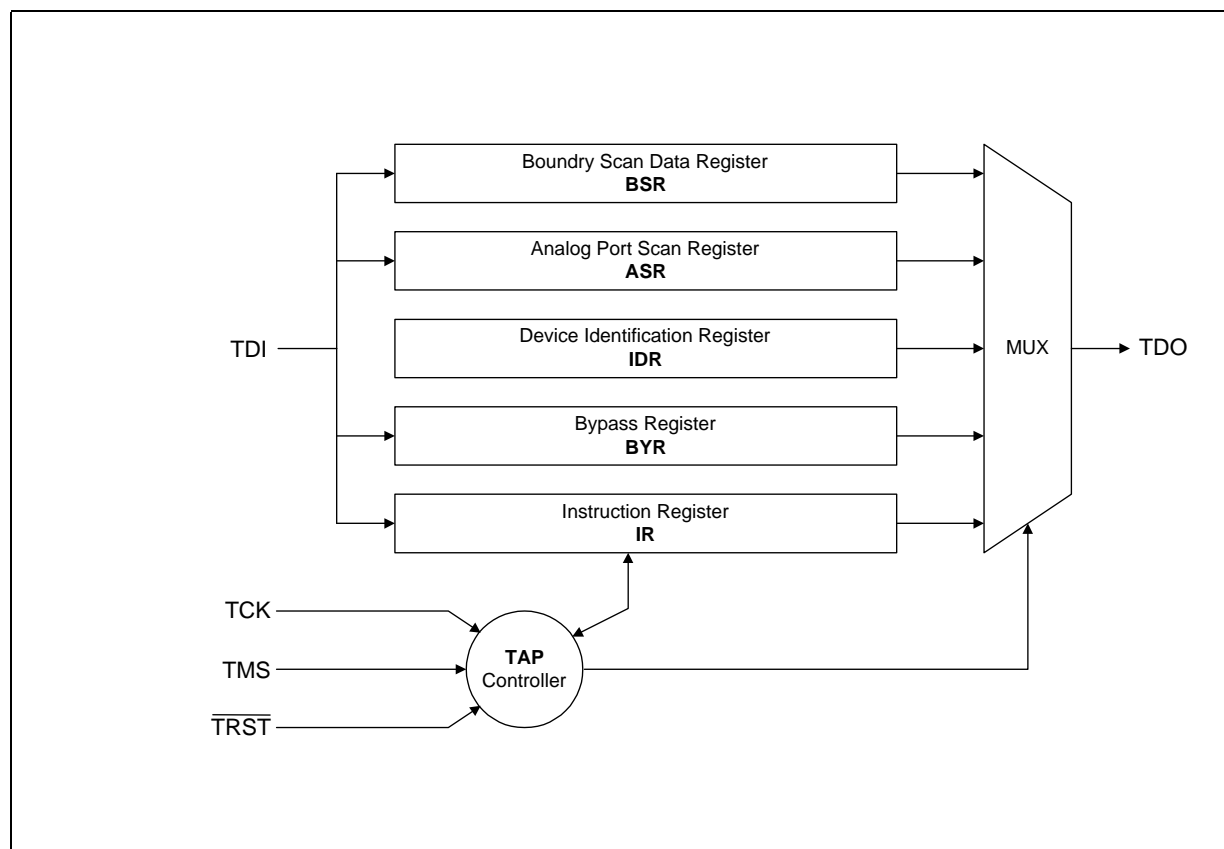 Boundry Scan Data Register
BSR
Analog Port Scan Register
ASR
Device Identification Register
IDR
TDI
MUX
TDO
Bypass Register
BYR
Instruction Register
IR
TCK
TMS
TAP
Controller
TRST